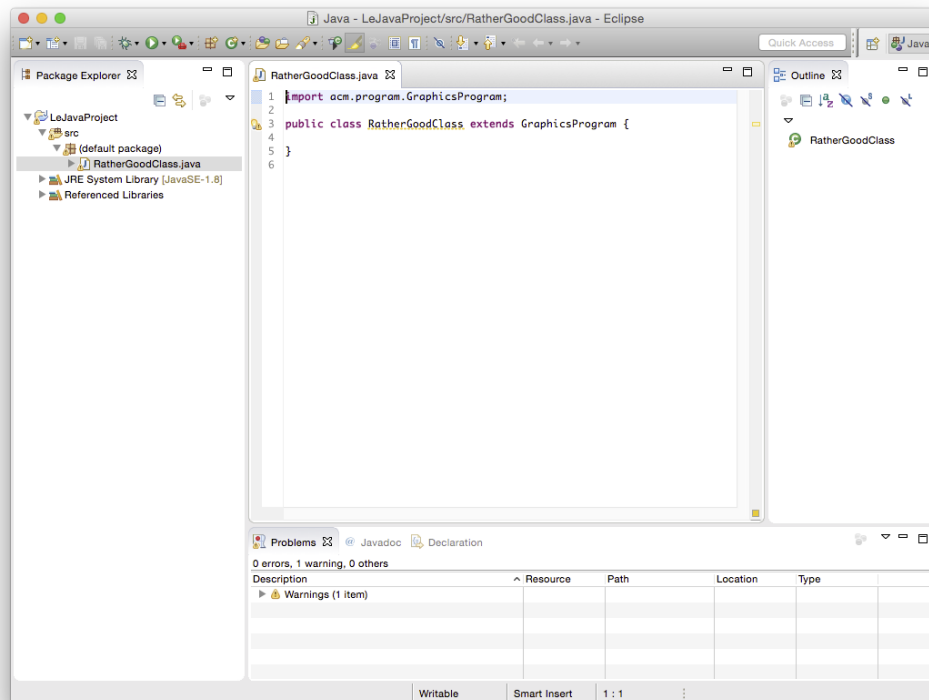 Java - LeJavaProject/src/RatherGoodClass.java - Eclipse
Quick Access
Java
Package Explorer
LeJavaProject
src
(default package)
RatherGoodClass.java
JRE System Library [JavaSE-1.8]
Referenced Libraries
RatherGoodClass.java
1 import acm.program.GraphicsProgram;
2
3 public class RatherGoodClass extends GraphicsProgram {
4
5 }
6
Outline
RatherGoodClass
Problems Javadoc Declaration
0 errors, 1 warning, 0 others
Description Resource Path Location Type
Warnings (1 item)
Writable Smart Insert 1 : 1